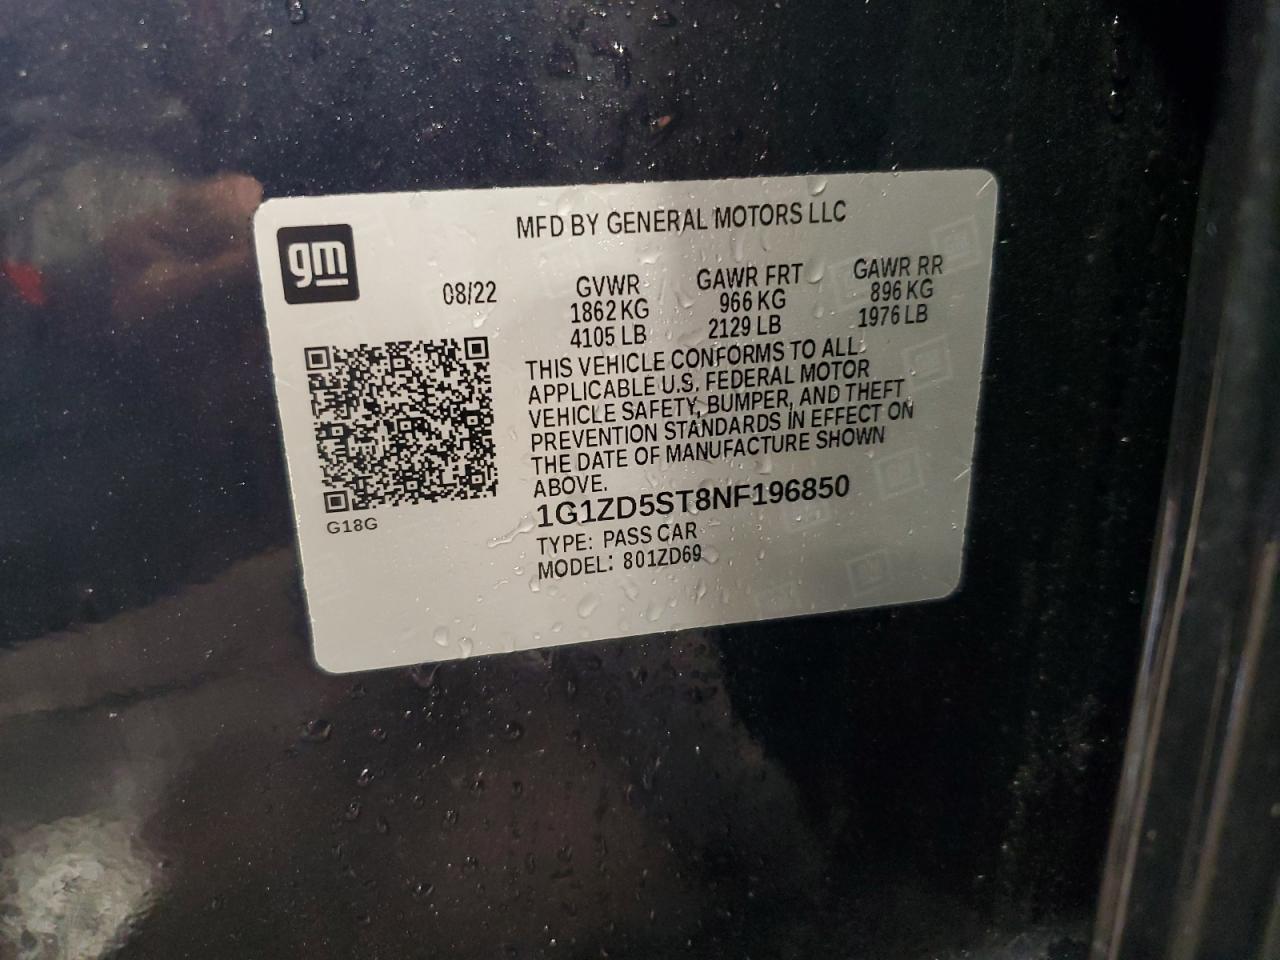 gm
MFD BY GENERAL MOTORS LLC
08/22 GVWR GAWR FRT GAWR RR
1862 KG 966 KG 896 KG
4105 LB 2129 LB 1976 LB
THIS VEHICLE CONFORMS TO ALL
APPLICABLE U.S. FEDERAL MOTOR
VEHICLE SAFETY, BUMPER, AND THEFT
PREVENTION STANDARDS IN EFFECT ON
THE DATE OF MANUFACTURE SHOWN
ABOVE.
1G1ZD5ST8NF196850
TYPE: PASS CAR
MODEL: 801ZD69
G18G